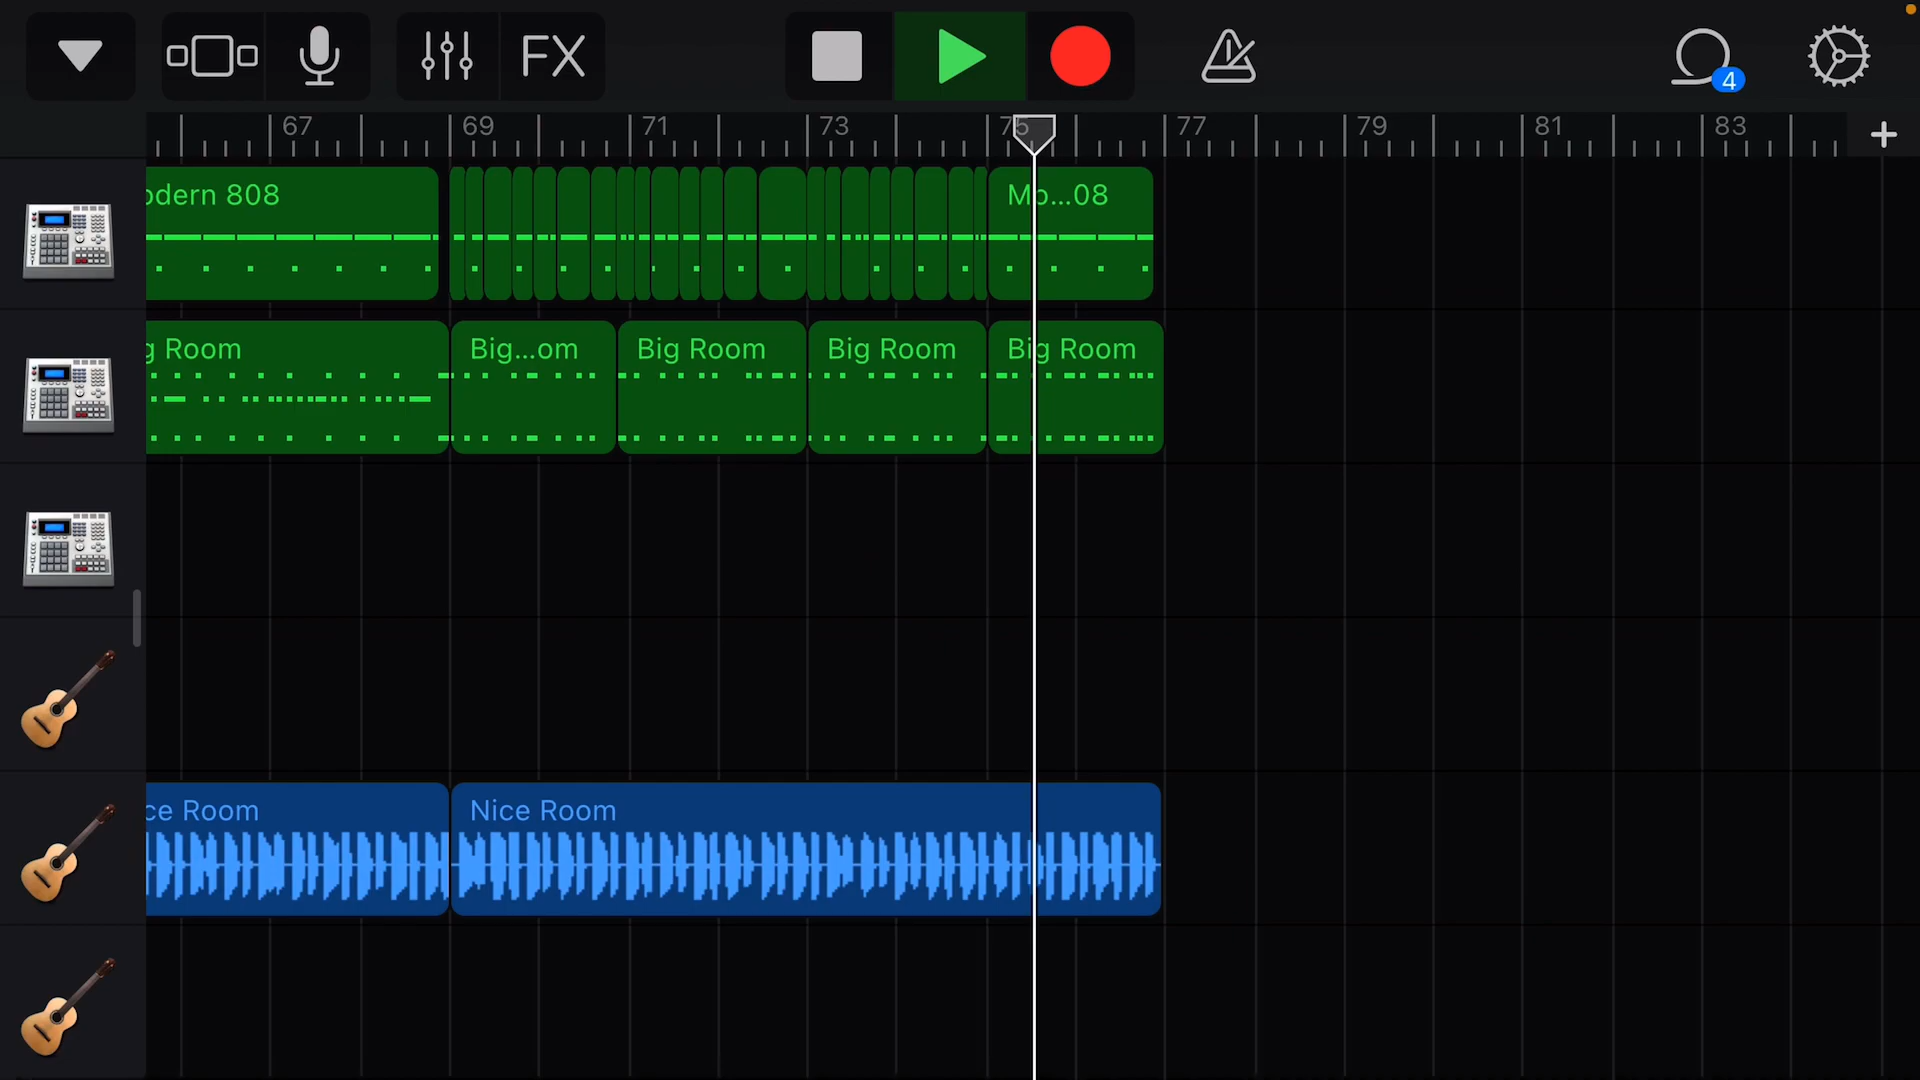 FX
4
67 69 71 73 75 77 79 81 83
odern 808
Mo...08
g Room
Big...om
Big Room
Big Room
Big Room
ce Room
Nice Room